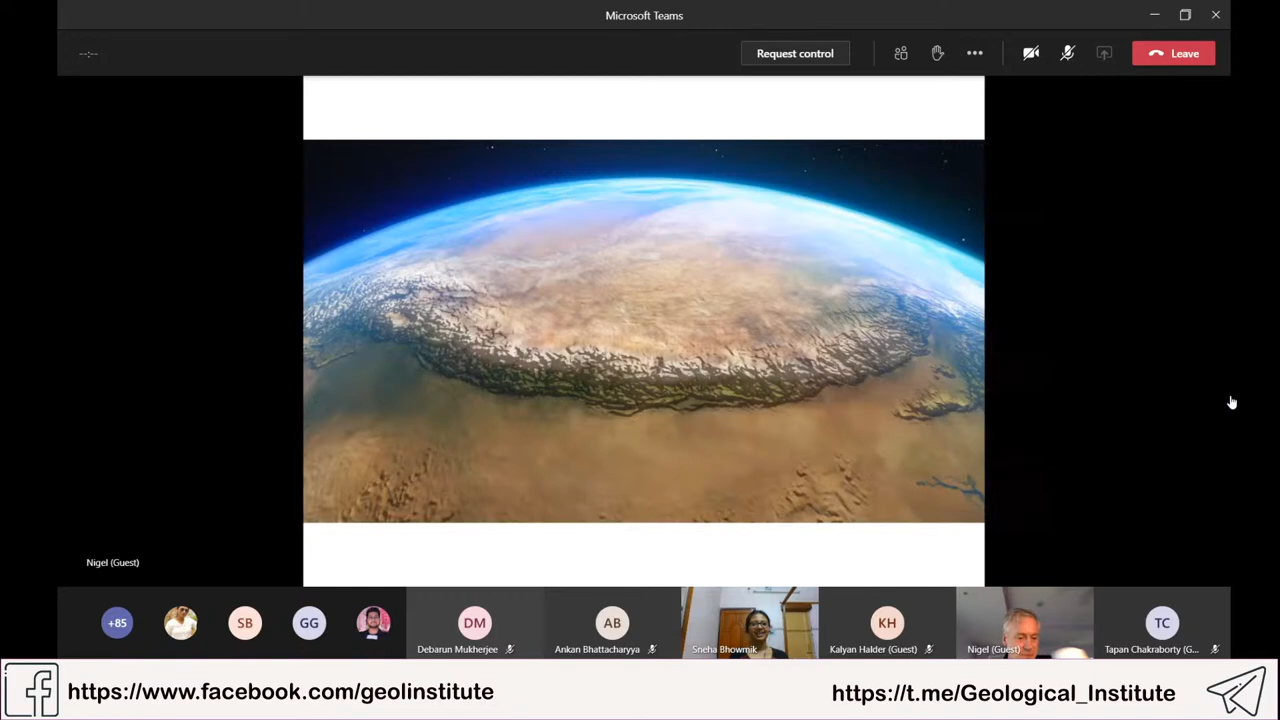 Microsoft Teams
--:--
Request control
Leave
Nigel (Guest)
+85
SB
GG
DM
Debarun Mukherjee
AB
Ankan Bhattacharyya
Sneha Bhowmik
KH
Kalyan Halder (Guest)
Nigel (Guest)
TC
Tapan Chakraborty (G...
https://www.facebook.com/geolinstitute
https://t.me/Geological_Institute